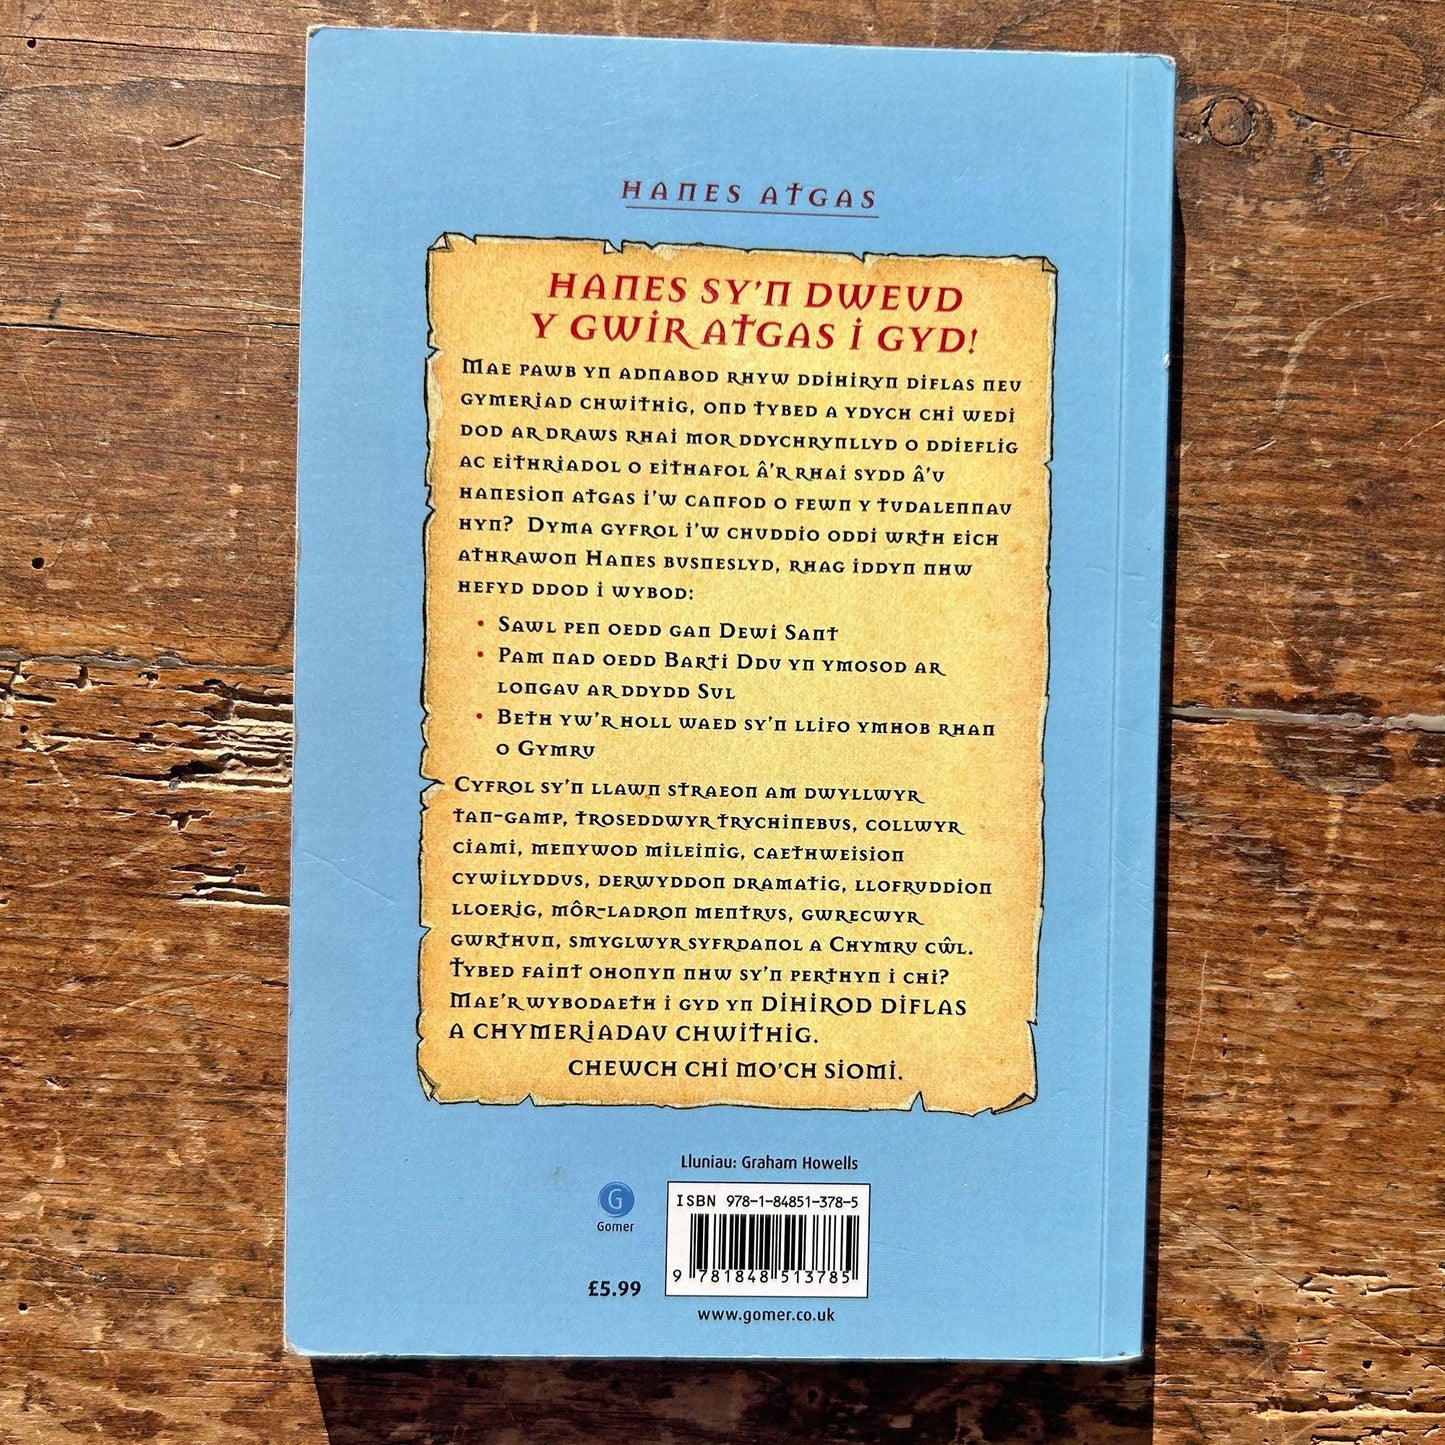 HANES ATGAS
HANES SY'N DWEUD
Y GWIR ATGAS I GYD!
Mae pawb yn adnabod rhyw ddihiryn diflas neu
gymeriad chwithig, ond tybed a ydych chi wedi
dod ar draws rhai mor ddychrynllyd o ddieflig
ac eithriadol o eithafol â'r rhai sydd â'u
hanesion atgas i'w canfod o fewn y tudalennau
hyn? Dyma gyfrol i'w chuddio oddi wrth eich
athrawon Hanes busneslyd, rhag iddyn nhw
hefyd ddod i wybod:
• Sawl pen oedd gan Dewi Sant
• Pam nad oedd Barti Ddu yn ymosod ar
longau ar ddydd Sul
• Beth yw'r holl waed sy'n llifo ymhob rhan
o Gymru
Cyfrol sy'n llawn straeon am dwyllwyr
tan-gamp, troseddwyr trychinebus, collwyr
ciami, menywod mileinig, caethweision
cywilyddus, derwyddon dramatig, llofruddion
lloerig, môr-ladron mentrus, gwrecwyr
gwrthun, smyglwyr syfrdanol a Chymru cŵl.
Tybed faint ohonyn nhw sy'n perthyn i chi?
Mae'r wybodaeth i gyd yn DIHIROD DIFLAS
A CHYMERIADAU CHWITHIG.
CHEWCH CHI MO'CH SIOMI.
Lluniau: Graham Howells
G
Gomer
ISBN 978-1-84851-378-5
9 781848 513785
£5.99
www.gomer.co.uk